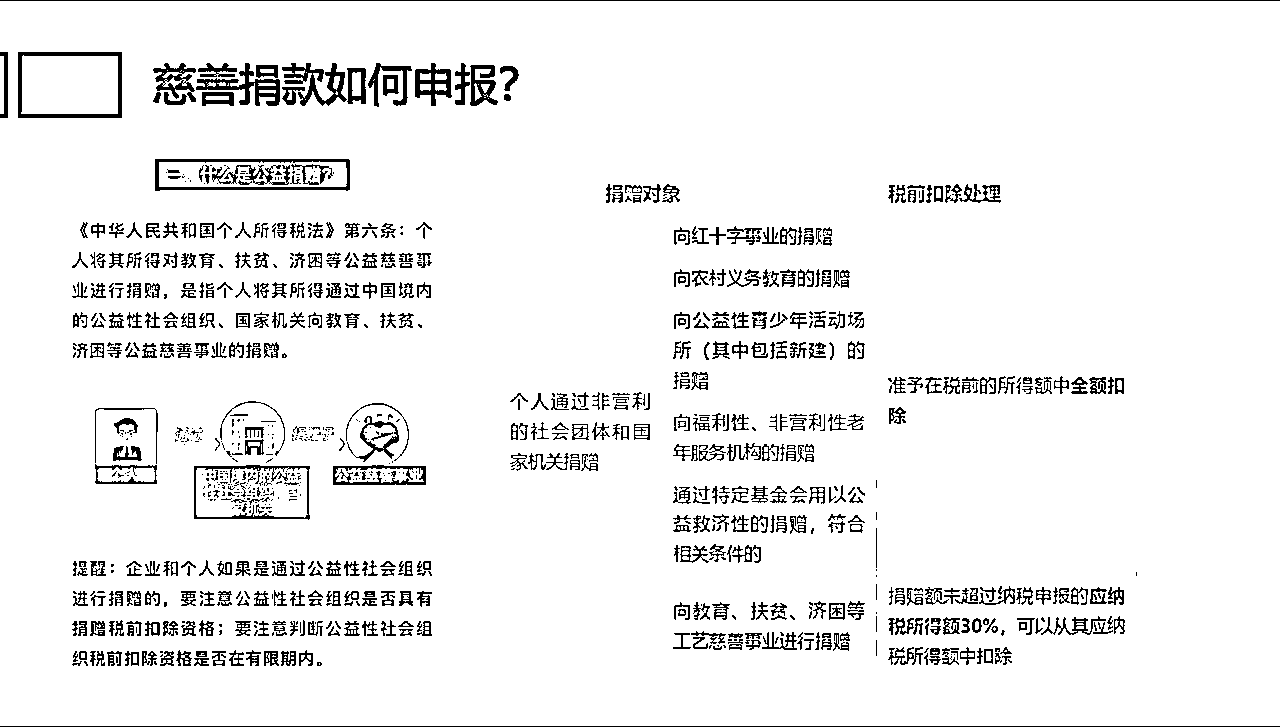 慈善捐款如何申报？
一、什么是公益捐赠？
《中华人民共和国个人所得税法》第六条：个
人将其所得对教育、扶贫、济困等公益慈善事
业进行捐赠，是指个人将其所得通过中国境内
的公益性社会组织、国家机关向教育、扶贫、
济困等公益慈善事业的捐赠。
个人
中国境内的公益
性社会组织、国
家机关
公益慈善事业
提醒：企业和个人如果是通过公益性社会组织
进行捐赠的，要注意公益性社会组织是否具有
捐赠税前扣除资格；要注意判断公益性社会组
织税前扣除资格是否在有限期内。
捐赠对象
税前扣除处理
个人通过非营利
的社会团体和国
家机关捐赠
向红十字事业的捐赠
向农村义务教育的捐赠
向公益性青少年活动场
所（其中包括新建）的
捐赠
向福利性、非营利性老
年服务机构的捐赠
通过特定基金会用以公
益救济性的捐赠，符合
相关条件的
准予在税前的所得额中全额扣
除
向教育、扶贫、济困等
工艺慈善事业进行捐赠
捐赠额未超过纳税申报的应纳
税所得额30%，可以从其应纳
税所得额中扣除